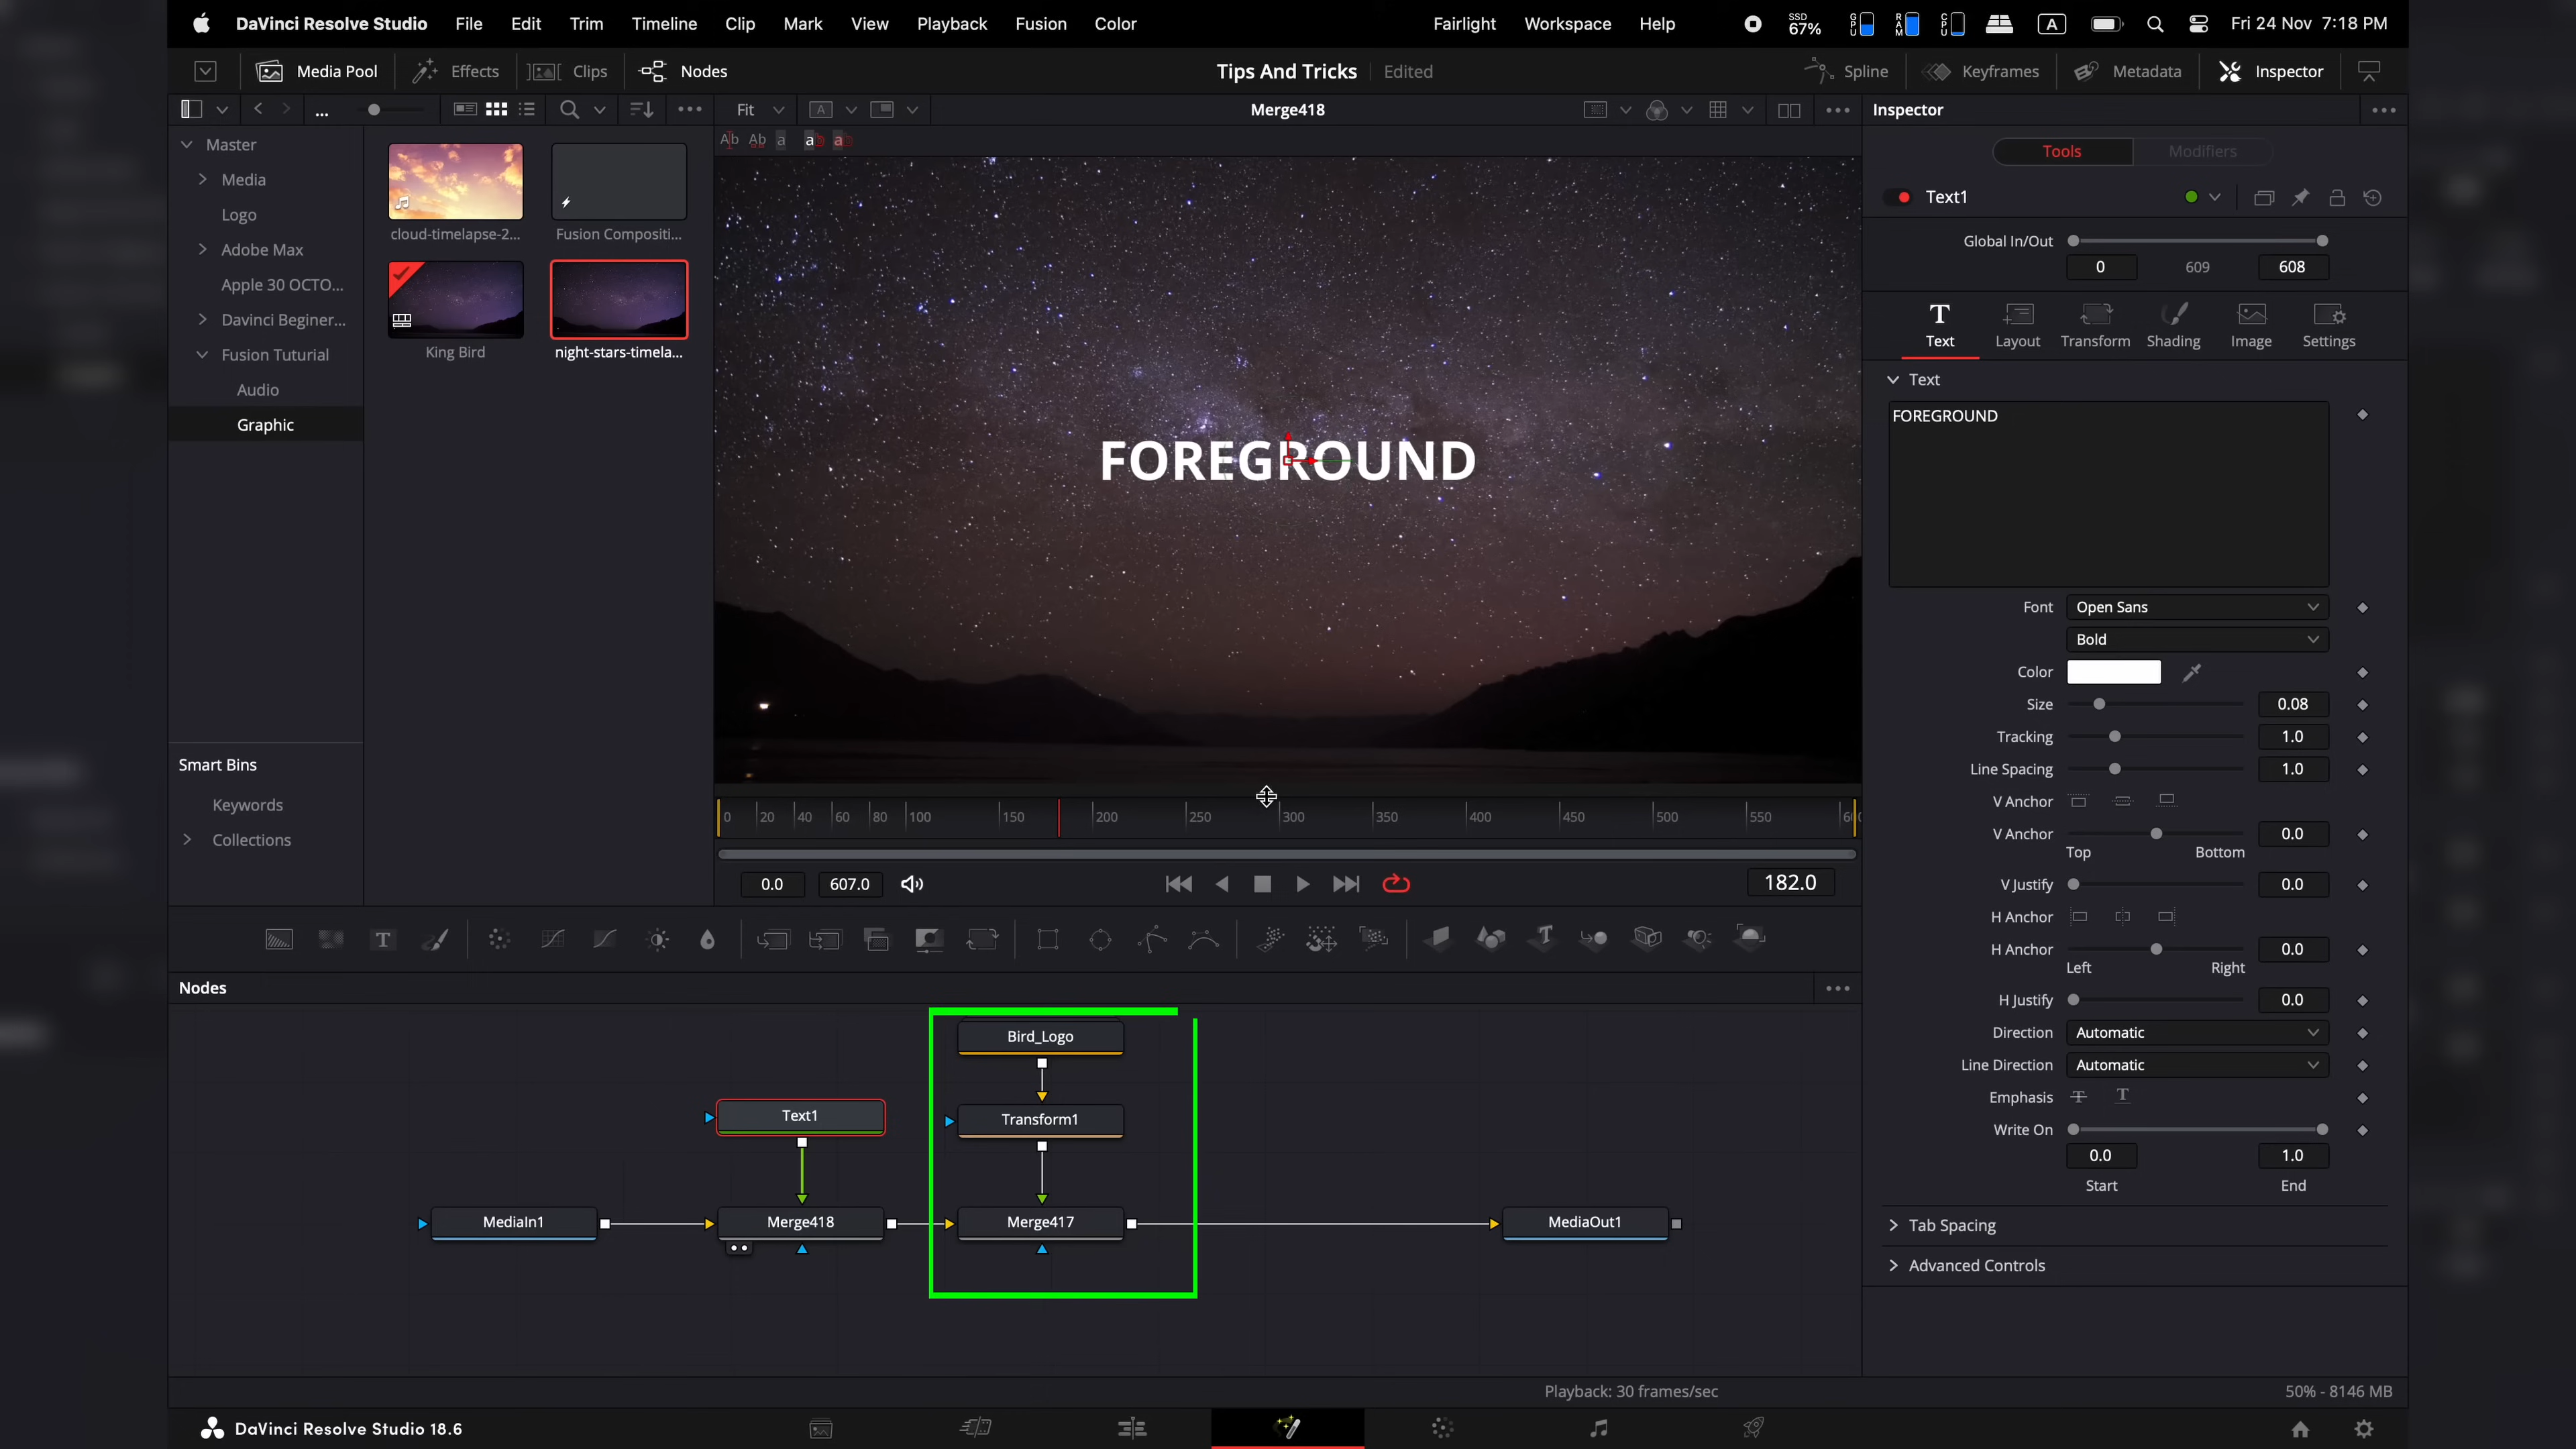 DaVinci Resolve Studio File Edit Trim Timeline Clip Mark View Playback Fusion Color Fairlight Workspace Help SSD 67% GPU RAM CPU A Fri 24 Nov 7:18 PM
Media Pool Effects Clips Nodes Tips And Tricks Edited Spline Keyframes Metadata Inspector
... Fit A Merge418 Inspector
Ab Ab a ab a
Master
Media
Logo
Adobe Max
Apple 30 OCTO...
Davinci Beginer...
Fusion Tuturial
Audio
Graphic
cloud-timelapse-2...
Fusion Compositi...
King Bird
night-stars-timela...
Smart Bins
Keywords
Collections
FOREGROUND
0 20 40 60 80 100 150 200 250 300 350 400 450 500 550
0.0 607.0 182.0
Tools Modifiers
Text1
Global In/Out
0 609 608
Text Layout Transform Shading Image Settings
Text
FOREGROUND
Font Open Sans
Bold
Color
Size 0.08
Tracking 1.0
Line Spacing 1.0
V Anchor
V Anchor 0.0
Top Bottom
V Justify 0.0
H Anchor
H Anchor 0.0
Left Right
H Justify 0.0
Direction Automatic
Line Direction Automatic
Emphasis
Write On
0.0 1.0
Start End
Tab Spacing
Advanced Controls
Nodes
Bird_Logo
Text1
Transform1
MediaIn1
Merge418
Merge417
MediaOut1
Playback: 30 frames/sec 50% - 8146 MB
DaVinci Resolve Studio 18.6